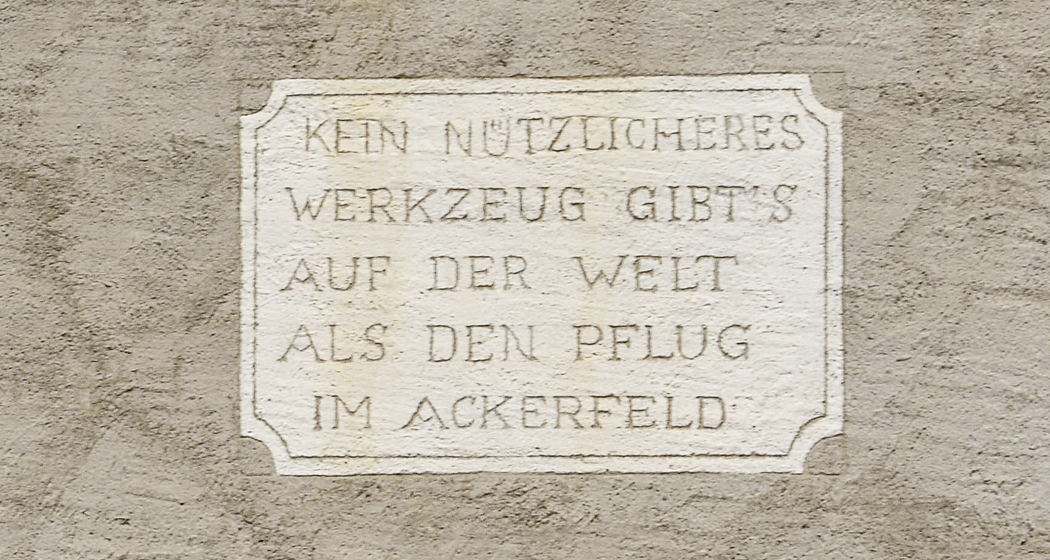 KEIN NÜTZLICHERES
WERKZEUG GIBT'S
AUF DER WELT
ALS DEN PFLUG
IM ACKERFELD